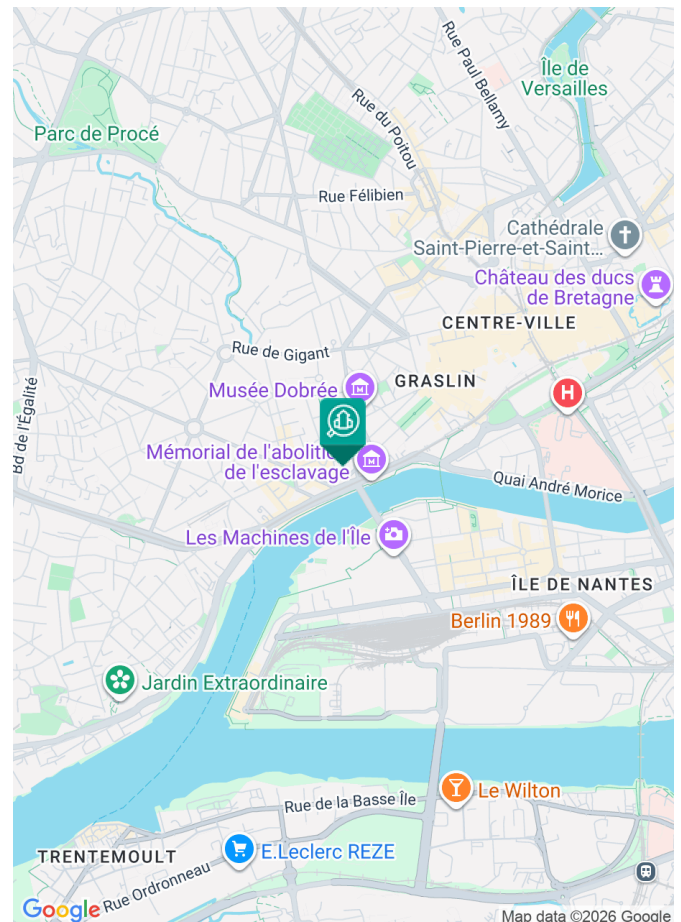 Rue Paul Bellamy
Île de
Versailles
Rue du Poitou
Parc de Procé
Rue Félibien
Cathédrale
Saint-Pierre-et-Saint...
Château des ducs
de Bretagne
CENTRE-VILLE
Rue de Gigant
Musée Dobrée
M
GRASLIN
H
Bd de l'Égalité
Mémorial de l'abolitio
de l'esclavage
M
Quai André Morice
Les Machines de l'Île
ÎLE DE NANTES
Berlin 1989
Jardin Extraordinaire
Le Wilton
Rue de la Basse Île
E.Leclerc REZE
TRENTEMOULT
Rue Ordronneau
Google
Map data ©2026 Google